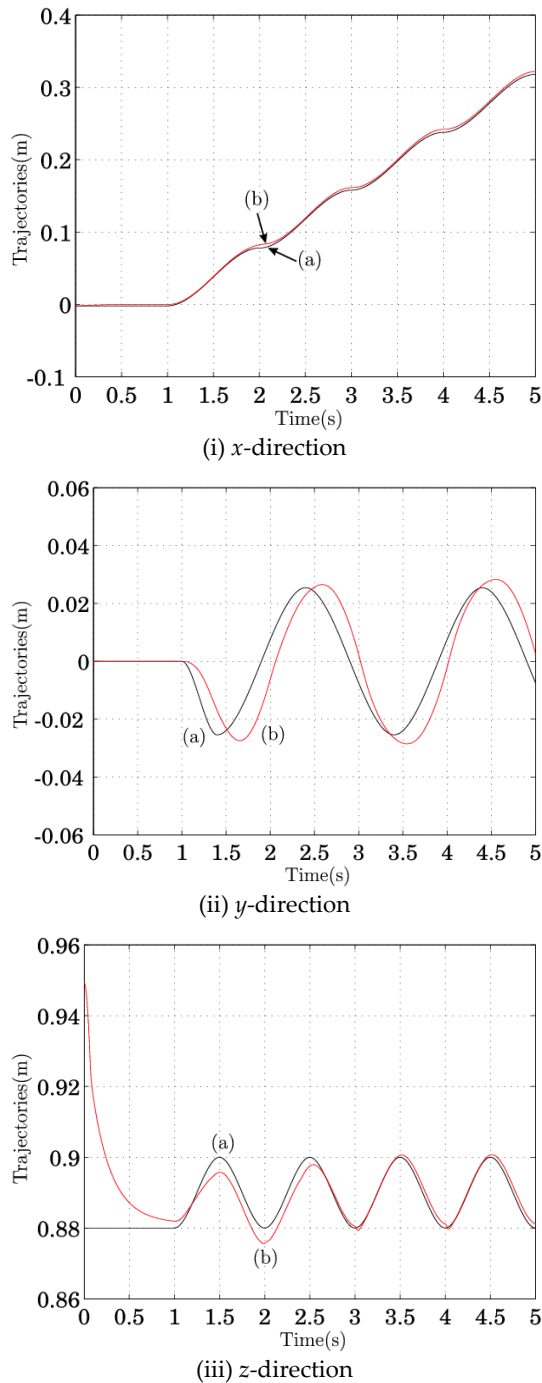 0.4
0.3
0.2
0.1
0
-0.1
Trajectories(m)
(b)
(a)
0 0.5 1 1.5 2 2.5 3 3.5 4 4.5 5
Time(s)
(i) x-direction
0.06
0.04
0.02
0
-0.02
-0.04
-0.06
Trajectories(m)
(a) (b)
0 0.5 1 1.5 2 2.5 3 3.5 4 4.5 5
Time(s)
(ii) y-direction
0.96
0.94
0.92
0.9
0.88
0.86
Trajectories(m)
(a)
(b)
0 0.5 1 1.5 2 2.5 3 3.5 4 4.5 5
Time(s)
(iii) z-direction